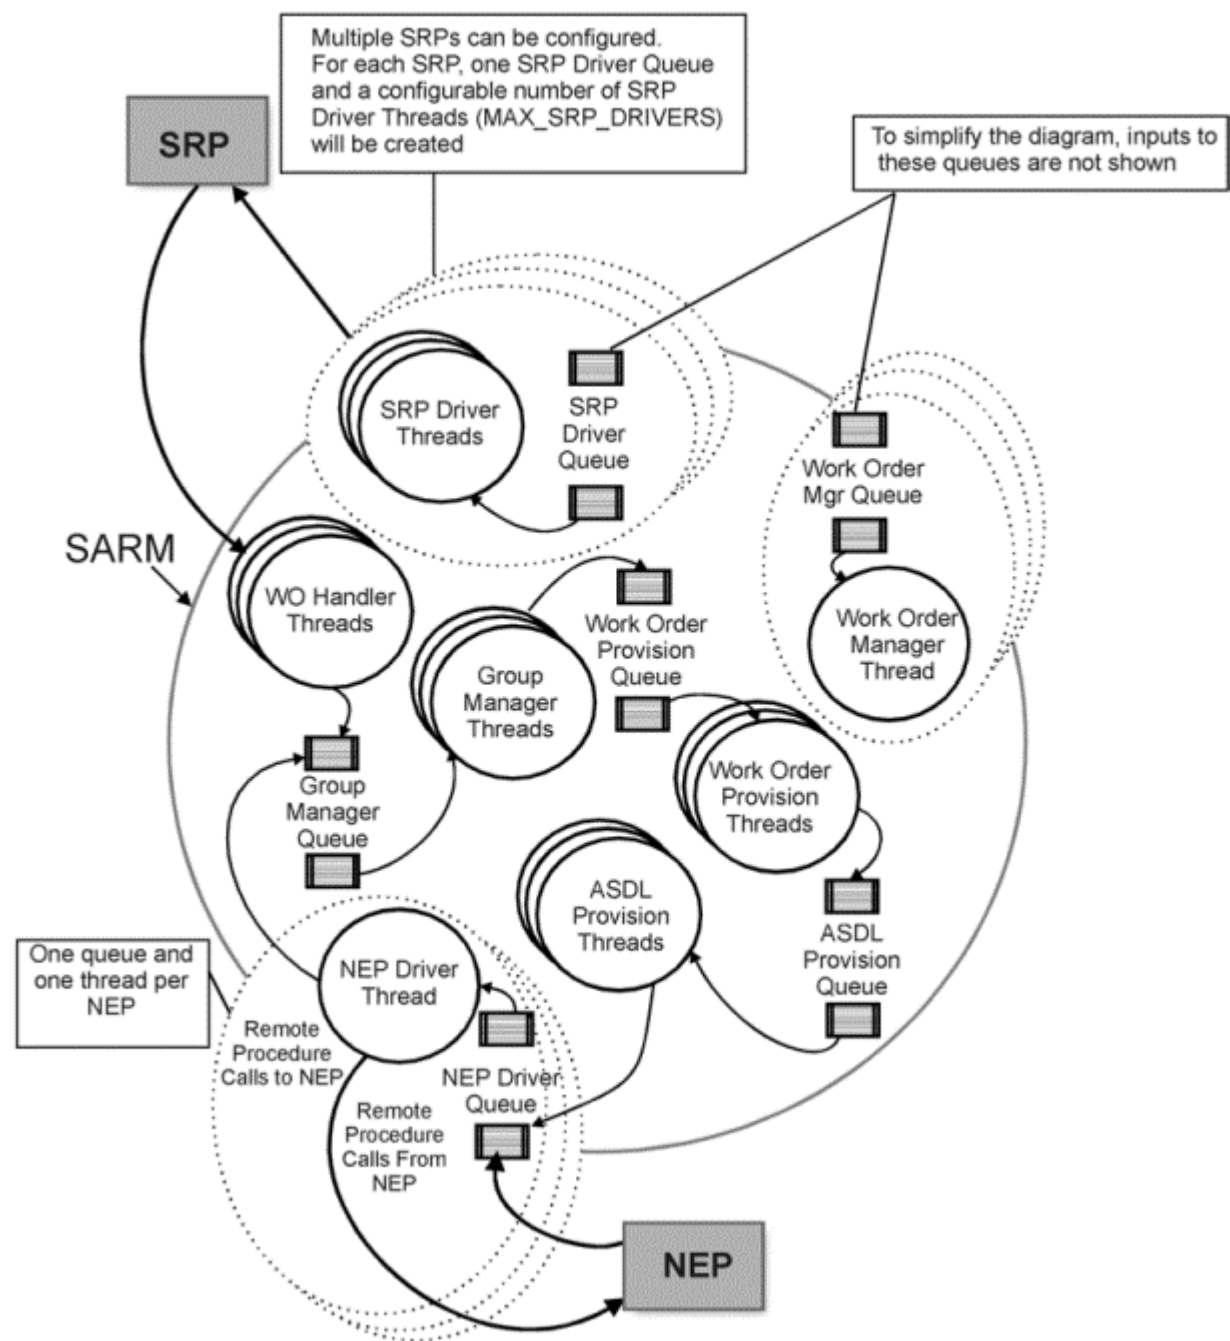 Multiple SRPs can be configured.
For each SRP, one SRP Driver Queue
and a configurable number of SRP
Driver Threads (MAX_SRP_DRIVERS)
will be created
SRP
To simplify the diagram, inputs to
these queues are not shown
SRP Driver
Threads
SRP
Driver
Queue
Work Order
Mgr Queue
SARM
WO Handler
Threads
Work Order
Provision
Queue
Work Order
Manager
Thread
Group
Manager
Threads
Group
Manager
Queue
Work Order
Provision
Threads
ASDL
Provision
Threads
ASDL
Provision
Queue
One queue and
one thread per
NEP
NEP Driver
Thread
Remote
Procedure
Calls to NEP
NEP Driver
Queue
Remote
Procedure
Calls From
NEP
NEP